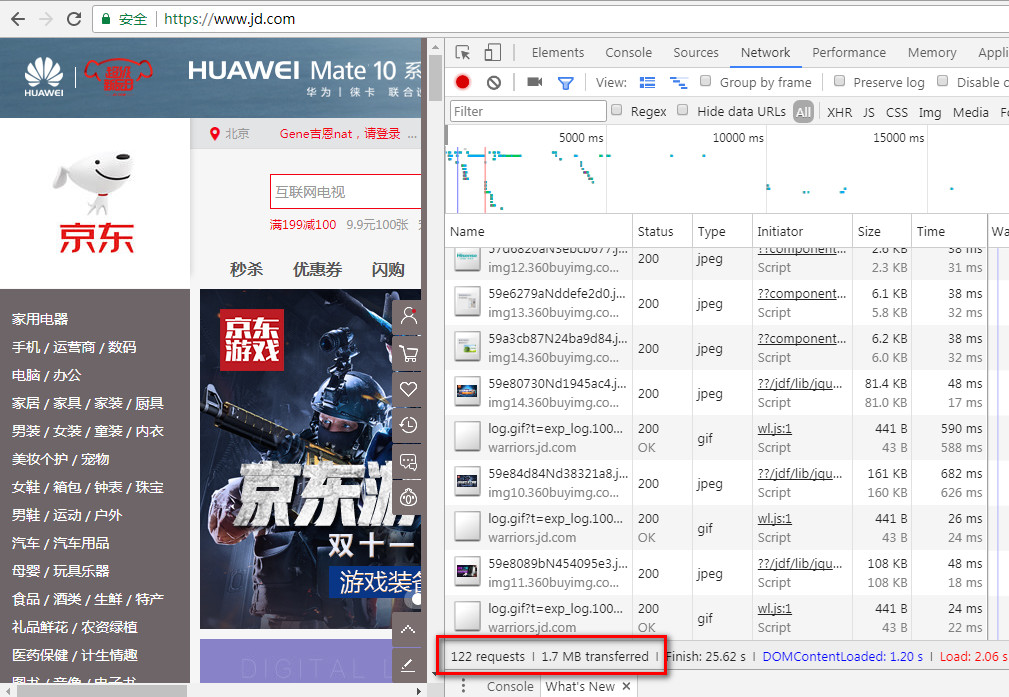 安全 https://www.jd.com
HUAWEI
HUAWEI Mate 10 系
华为 | 徕卡 联合
北京 Gene吉恩nat，请登录 ...
京东
互联网电视
满199减100 9.9元100张
秒杀 优惠券 闪购
家用电器
手机 / 运营商 / 数码
电脑 / 办公
家居 / 家具 / 家装 / 厨具
男装 / 女装 / 童装 / 内衣
美妆个护 / 宠物
女鞋 / 箱包 / 钟表 / 珠宝
男鞋 / 运动 / 户外
汽车 / 汽车用品
母婴 / 玩具乐器
食品 / 酒类 / 生鲜 / 特产
礼品鲜花 / 农资绿植
医药保健 / 计生情趣
图书 / 音像 / 电子书
京东
游戏
京东游
双十一
游戏装备
DIGITAL L
Elements Console Sources Network Performance Memory Appli
View: Group by frame Preserve log Disable c
Filter Regex Hide data URLs All XHR JS CSS Img Media Fo
5000 ms 10000 ms 15000 ms
Name Status Type Initiator Size Time Wa
200 jpeg ??component... 2.6 KB 38 ms
img12.360buyimg.co... Script 2.3 KB 31 ms
59e6279aNddefe2d0.j... 200 jpeg ??component... 6.1 KB 38 ms
img13.360buyimg.co... Script 5.8 KB 32 ms
59a3cb87N24ba9d84.j... 200 jpeg ??component... 6.2 KB 38 ms
img14.360buyimg.co... Script 6.0 KB 32 ms
59e80730Nd1945ac4.j... 200 jpeg ??/jdf/lib/jqu... 81.4 KB 48 ms
img14.360buyimg.co... Script 81.0 KB 17 ms
log.gif?t=exp_log.100... 200 gif wl.js:1 441 B 590 ms
warriors.jd.com OK Script 43 B 588 ms
59e84d84Nd38321a8.j... 200 jpeg ??/jdf/lib/jqu... 161 KB 682 ms
img10.360buyimg.co... Script 160 KB 626 ms
log.gif?t=exp_log.100... 200 gif wl.js:1 441 B 26 ms
warriors.jd.com OK Script 43 B 24 ms
59e8089bN454095e3.j... 200 jpeg ??/jdf/lib/jqu... 108 KB 48 ms
img11.360buyimg.co... Script 108 KB 18 ms
log.gif?t=exp_log.100... 200 gif wl.js:1 441 B 24 ms
warriors.jd.com OK Script 43 B 22 ms
122 requests | 1.7 MB transferred | Finish: 25.62 s | DOMContentLoaded: 1.20 s | Load: 2.06 s
Console What's New ×